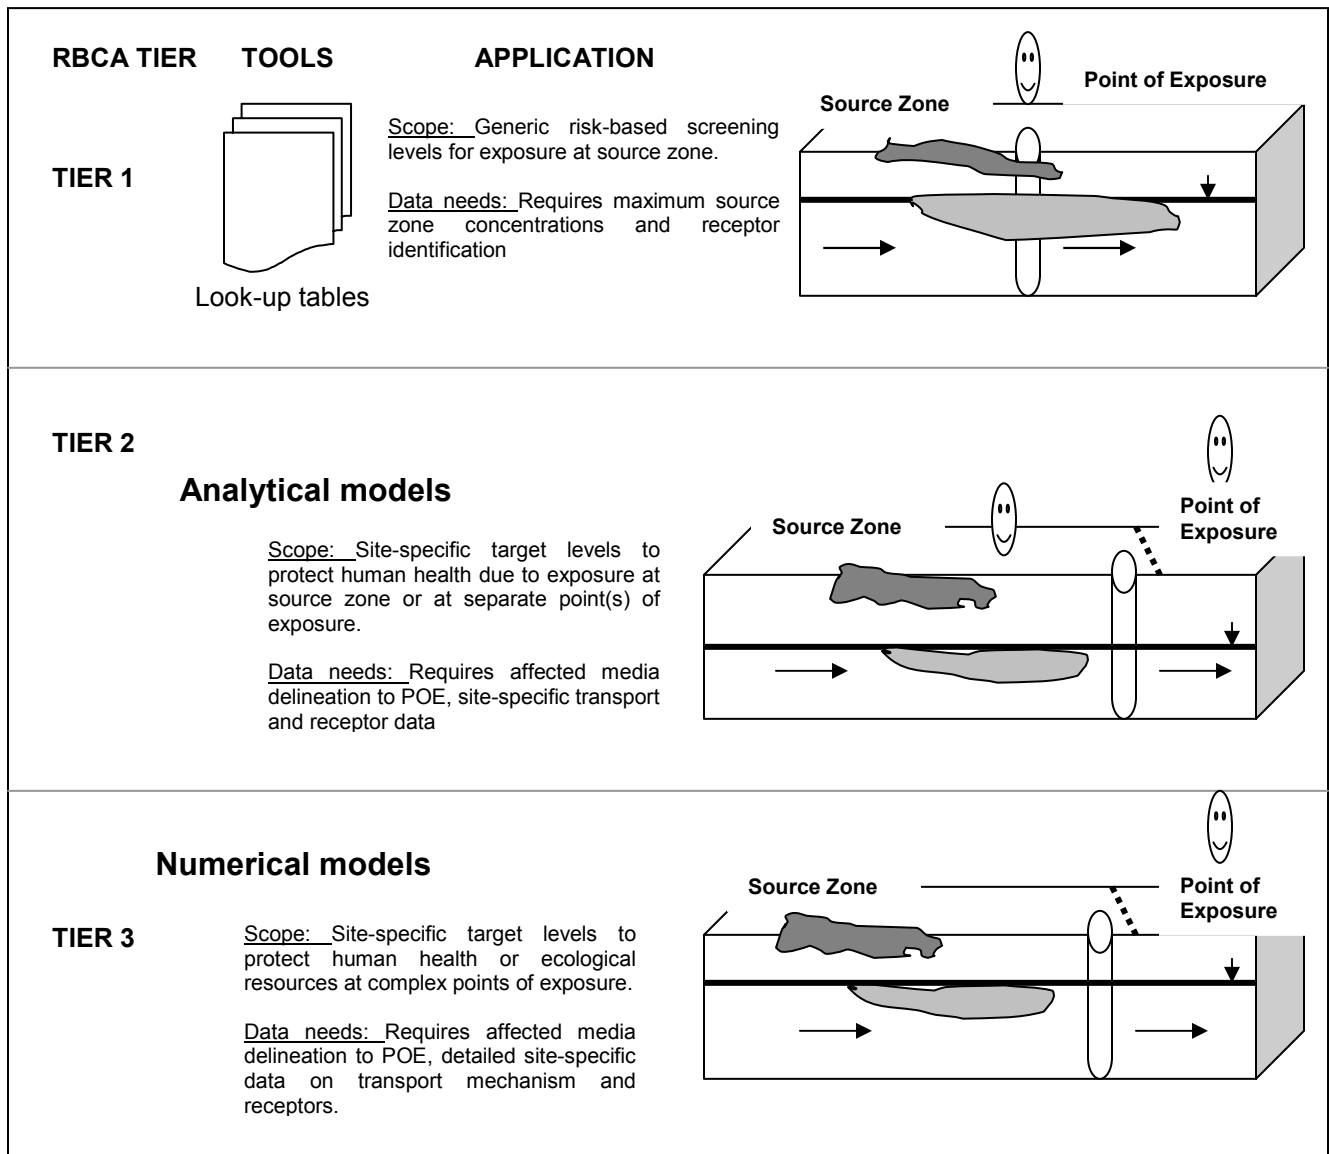 RBCA TIER TOOLS APPLICATION
Point of Exposure
Source Zone
Scope: Generic risk-based screening
levels for exposure at source zone.
TIER 1
Data needs: Requires maximum source
zone concentrations and receptor
identification
Look-up tables
TIER 2
Analytical models
Point of
Exposure
Source Zone
Scope: Site-specific target levels to
protect human health due to exposure at
source zone or at separate point(s) of
exposure.
Data needs: Requires affected media
delineation to POE, site-specific transport
and receptor data
Numerical models
Source Zone
Point of
Exposure
TIER 3
Scope: Site-specific target levels to
protect human health or ecological
resources at complex points of exposure.
Data needs: Requires affected media
delineation to POE, detailed site-specific
data on transport mechanism and
receptors.